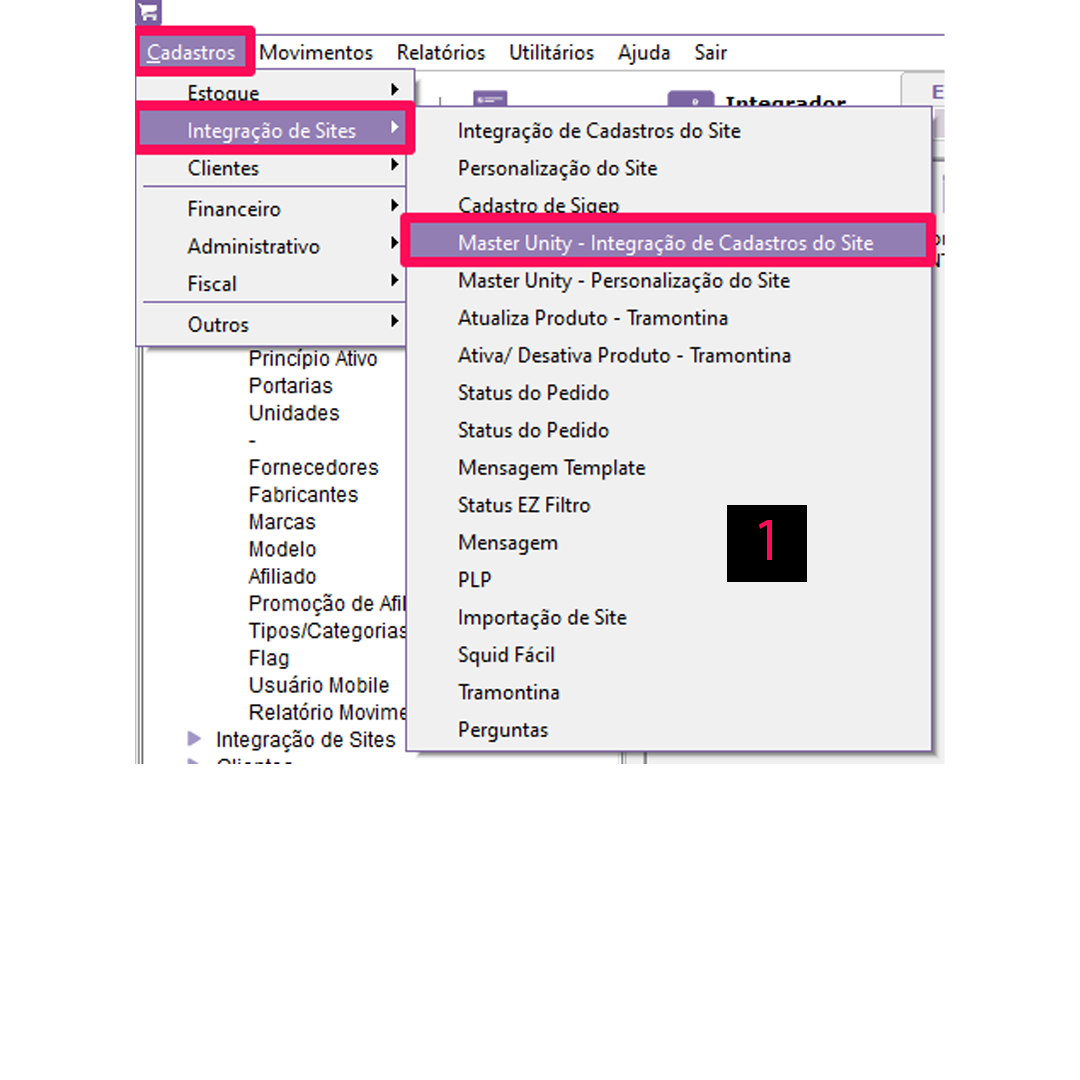 Cadastros Movimentos Relatórios Utilitários Ajuda Sair
Estoque
Integração de Sites
Clientes
Financeiro
Administrativo
Fiscal
Outros
Integrador
E
Integração de Cadastros do Site
Personalização do Site
Cadastro de Sigep
Master Unity - Integração de Cadastros do Site
Master Unity - Personalização do Site
Atualiza Produto - Tramontina
Ativa/ Desativa Produto - Tramontina
Status do Pedido
Status do Pedido
Mensagem Template
Status EZ Filtro
Mensagem
PLP
Importação de Site
Squid Fácil
Tramontina
Perguntas
1
Princípio Ativo
Portarias
Unidades
-
Fornecedores
Fabricantes
Marcas
Modelo
Afiliado
Promoção de Afil
Tipos/Categorias
Flag
Usuário Mobile
Relatório Movime
Integração de Sites
Clientes